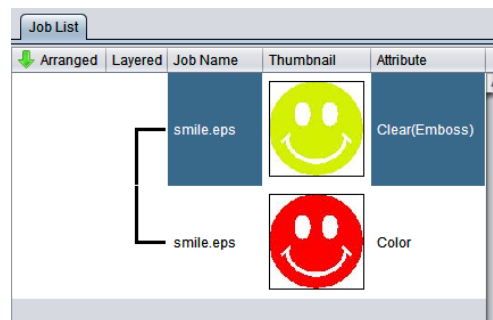 Job List
Arranged Layered Job Name Thumbnail Attribute
smile.eps Clear(Emboss)
smile.eps Color